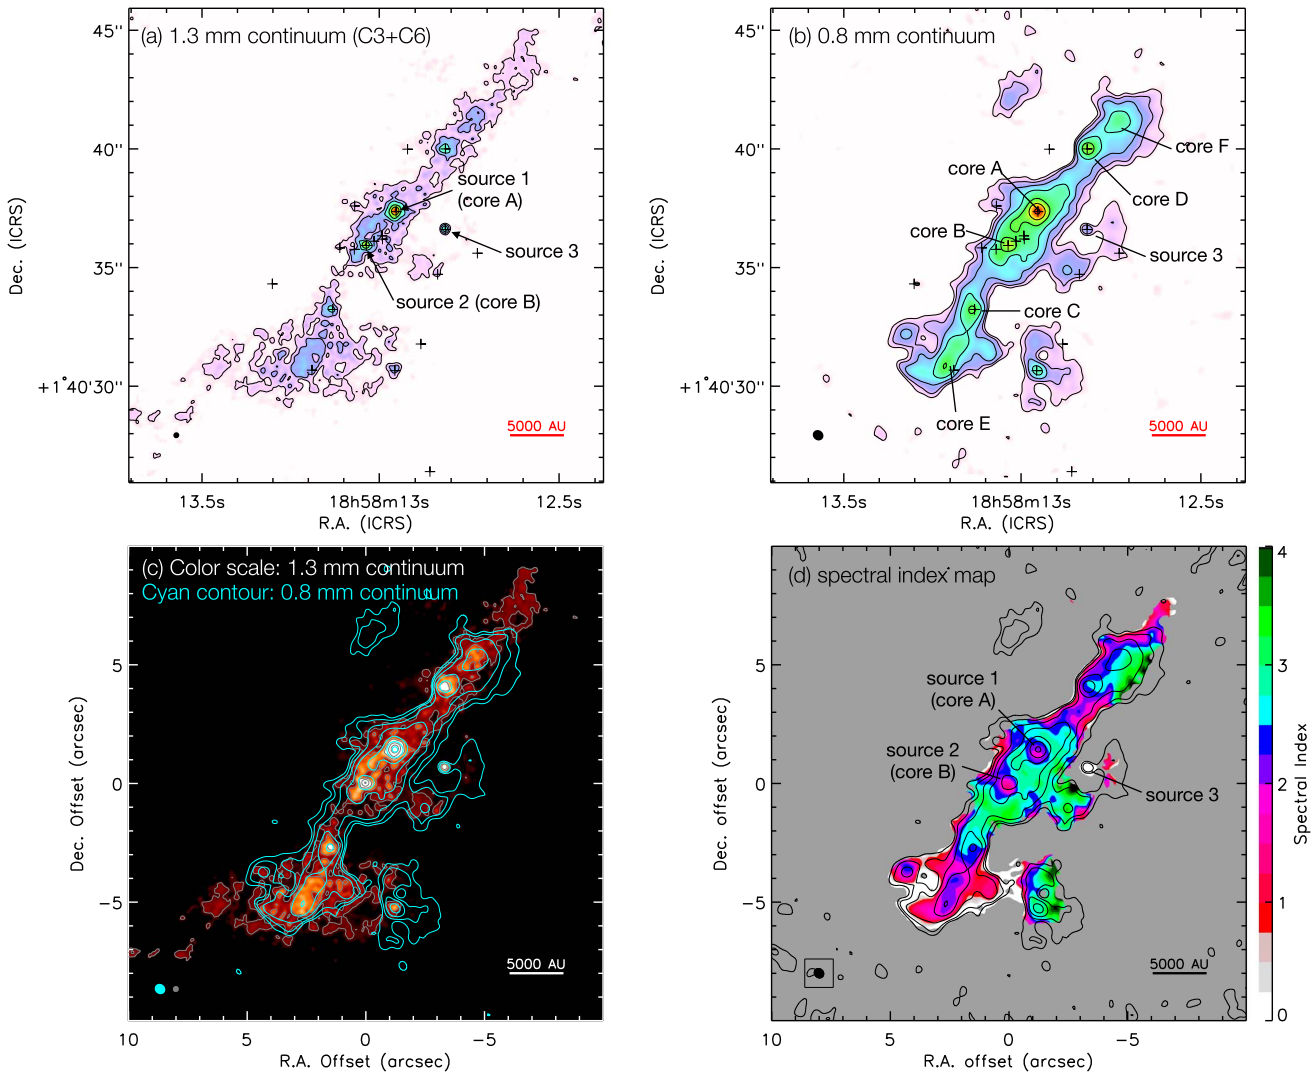 (a) 1.3 mm continuum (C3+C6)
45''
40''
35''
+1°40'30''
Dec. (ICRS)
source 1
(core A)
source 3
source 2 (core B)
5000 AU
13.5s
18h58m13s
12.5s
R.A. (ICRS)
(b) 0.8 mm continuum
45''
40''
35''
+1°40'30''
Dec. (ICRS)
core F
core A
core D
core B
source 3
core C
core E
5000 AU
13.5s
18h58m13s
12.5s
R.A. (ICRS)
(c) Color scale: 1.3 mm continuum
Cyan contour: 0.8 mm continuum
5
0
−5
Dec. Offset (arcsec)
5000 AU
10
5
0
−5
R.A. Offset (arcsec)
(d) spectral index map
5
0
−5
Dec. Offset (arcsec)
source 1
(core A)
source 2
(core B)
source 3
5000 AU
10
5
0
−5
R.A. offset (arcsec)
4
3
2
1
0
Spectral Index